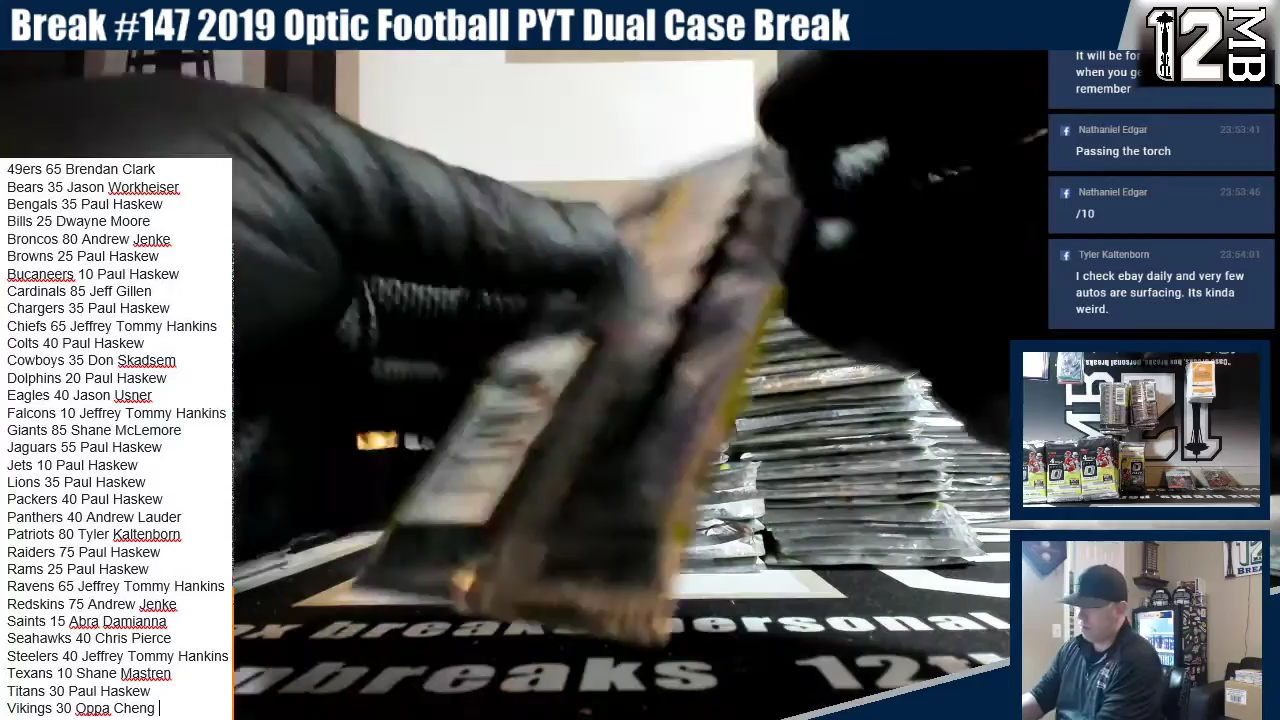 Break #147 2019 Optic Football PYT Dual Case Break
12
MB
It will be for
when you ge
remember
Nathaniel Edgar 23:53:41
Passing the torch
Nathaniel Edgar 23:53:46
/10
Tyler Kaltenborn 23:54:01
I check ebay daily and very few
autos are surfacing. Its kinda
weird.
49ers 65 Brendan Clark
Bears 35 Jason Workheiser
Bengals 35 Paul Haskew
Bills 25 Dwayne Moore
Broncos 80 Andrew Jenke
Browns 25 Paul Haskew
Bucaneers 10 Paul Haskew
Cardinals 85 Jeff Gillen
Chargers 35 Paul Haskew
Chiefs 65 Jeffrey Tommy Hankins
Colts 40 Paul Haskew
Cowboys 35 Don Skadsem
Dolphins 20 Paul Haskew
Eagles 40 Jason Usner
Falcons 10 Jeffrey Tommy Hankins
Giants 85 Shane McLemore
Jaguars 55 Paul Haskew
Jets 10 Paul Haskew
Lions 35 Paul Haskew
Packers 40 Paul Haskew
Panthers 40 Andrew Lauder
Patriots 80 Tyler Kaltenborn
Raiders 75 Paul Haskew
Rams 25 Paul Haskew
Ravens 65 Jeffrey Tommy Hankins
Redskins 75 Andrew Jenke
Saints 15 Abra Damianna
Seahawks 40 Chris Pierce
Steelers 40 Jeffrey Tommy Hankins
Texans 10 Shane Mastren
Titans 30 Paul Haskew
Vikings 30 Oppa Cheng
ex breaks personal
nbreaks 12t